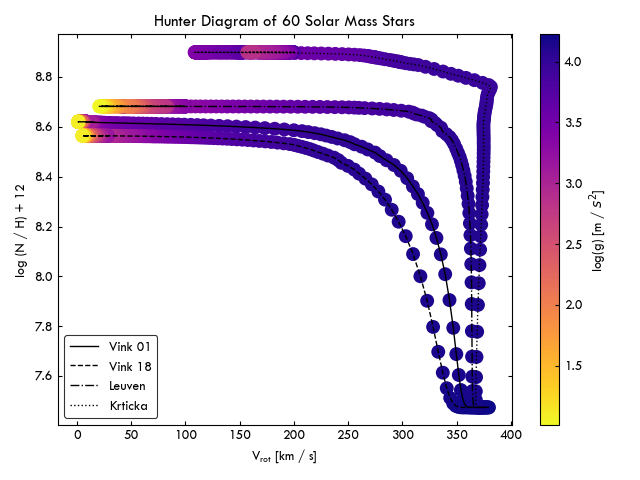 Hunter Diagram of 60 Solar Mass Stars
log (N / H) + 12
8.8
8.6
8.4
8.2
8.0
7.8
7.6
Vink 01
Vink 18
Leuven
Krticka
0 50 100 150 200 250 300 350 400
V_rot [km / s]
4.0
3.5
3.0
2.5
2.0
1.5
log(g) [m / s²]